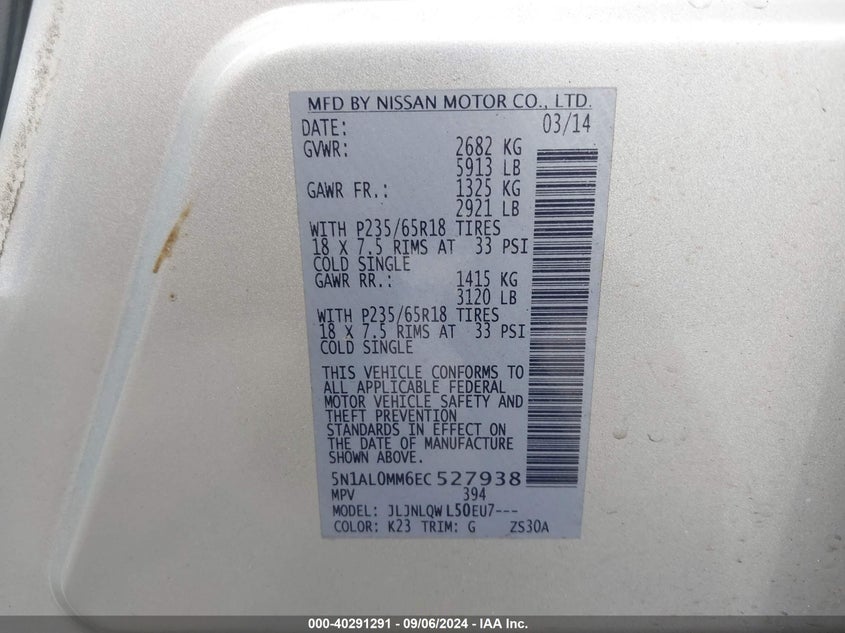 MFD BY NISSAN MOTOR CO., LTD.
DATE: 03/14
GVWR: 2682 KG
5913 LB
GAWR FR.: 1325 KG
2921 LB
WITH P235/65R18 TIRES
18 X 7.5 RIMS AT 33 PSI
COLD SINGLE
GAWR RR.: 1415 KG
3120 LB
WITH P235/65R18 TIRES
18 X 7.5 RIMS AT 33 PSI
COLD SINGLE
THIS VEHICLE CONFORMS TO
ALL APPLICABLE FEDERAL
MOTOR VEHICLE SAFETY AND
THEFT PREVENTION
STANDARDS IN EFFECT ON
THE DATE OF MANUFACTURE
SHOWN ABOVE.
5N1AL0MM6EC 527938
MPV 394
MODEL: JLJNLQW L50EU7---
COLOR: K23 TRIM: G ZS30A
000-40291291 - 09/06/2024 - IAA Inc.